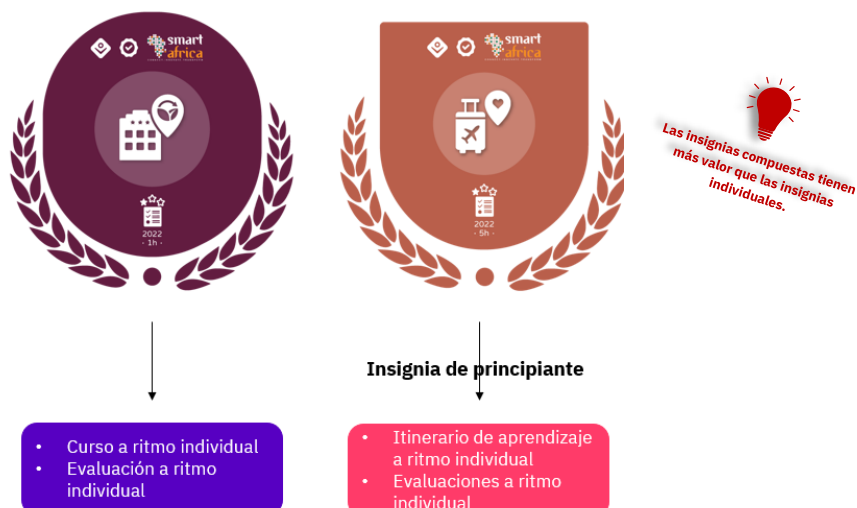 smart
africa
2022
- 1h -
smart
africa
2022
- 5h -
Las insignias compuestas tienen
más valor que las insignias
individuales.
Insignia de principiante
• Curso a ritmo individual
• Evaluación a ritmo
individual
• Itinerario de aprendizaje
a ritmo individual
• Evaluaciones a ritmo
individual